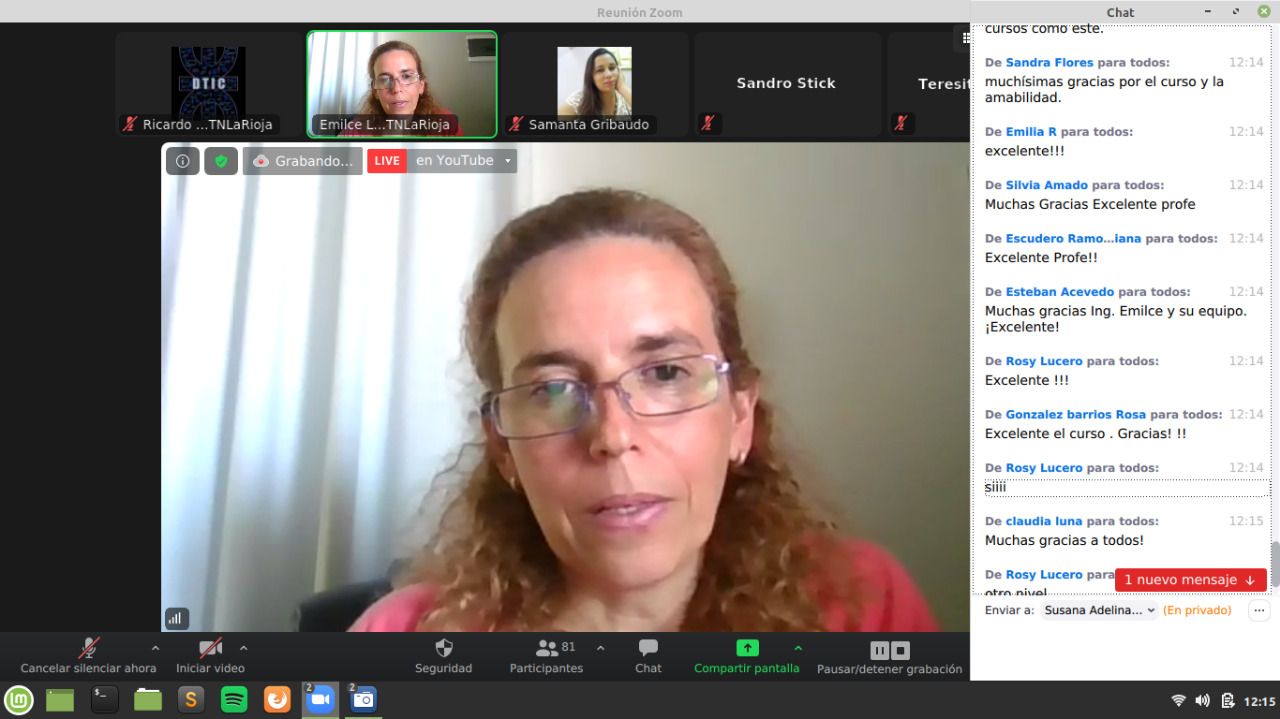 Reunión Zoom
DTIC
Ricardo ...TNLaRioja
Emilce L...TNLaRioja
Samanta Gribaudo
Sandro Stick
Teresi
Grabando...
LIVE en YouTube
Cancelar silenciar ahora
Iniciar video
Seguridad
81
Participantes
Chat
Compartir pantalla
Pausar/detener grabación
Chat
cursos como este.
De Sandra Flores para todos: 12:14
muchísimas gracias por el curso y la
amabilidad.
De Emilia R para todos: 12:14
excelente!!!
De Silvia Amado para todos: 12:14
Muchas Gracias Excelente profe
De Escudero Ramo...iana para todos: 12:14
Excelente Profe!!
De Esteban Acevedo para todos: 12:14
Muchas gracias Ing. Emilce y su equipo.
¡Excelente!
De Rosy Lucero para todos: 12:14
Excelente !!!
De Gonzalez barrios Rosa para todos: 12:14
Excelente el curso . Gracias! !!
De Rosy Lucero para todos: 12:14
siiii
De claudia luna para todos: 12:15
Muchas gracias a todos!
De Rosy Lucero para
1 nuevo mensaje ↓
otro nivel
Enviar a: Susana Adelina... (En privado) ...
lm
$_
S
2
2
12:15